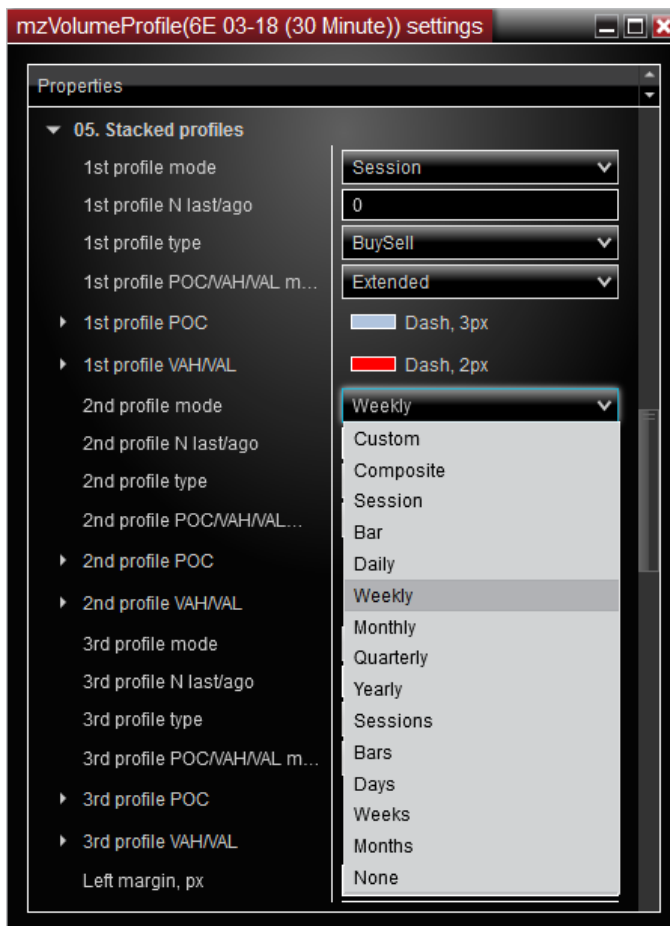 mzVolumeProfile(6E 03-18 (30 Minute)) settings
Properties
05. Stacked profiles
1st profile mode Session
1st profile N last/ago 0
1st profile type BuySell
1st profile POC/VAH/VAL m... Extended
1st profile POC Dash, 3px
1st profile VAH/VAL Dash, 2px
2nd profile mode Weekly
2nd profile N last/ago
2nd profile type
2nd profile POC/VAH/VAL...
2nd profile POC
2nd profile VAH/VAL
3rd profile mode
3rd profile N last/ago
3rd profile type
3rd profile POC/VAH/VAL m...
3rd profile POC
3rd profile VAH/VAL
Left margin, px
Custom
Composite
Session
Bar
Daily
Weekly
Monthly
Quarterly
Yearly
Sessions
Bars
Days
Weeks
Months
None